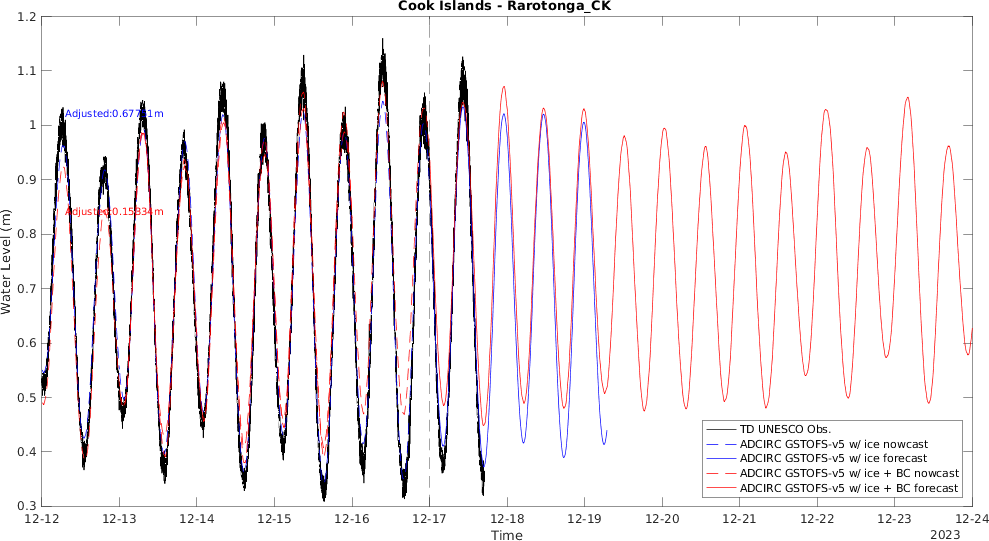 Cook Islands - Rarotonga_CK
Water Level (m)
1.2
1.1
1
0.9
0.8
0.7
0.6
0.5
0.4
0.3
Adjusted:0.15334m
12-12
12-13
12-14
12-15
12-16
12-17
12-18
12-19
12-20
12-21
12-22
12-23
12-24
Time
2023
TD UNESCO Obs.
ADCIRC GSTOFS-v5 w/ ice nowcast
ADCIRC GSTOFS-v5 w/ ice forecast
ADCIRC GSTOFS-v5 w/ ice + BC nowcast
ADCIRC GSTOFS-v5 w/ ice + BC forecast